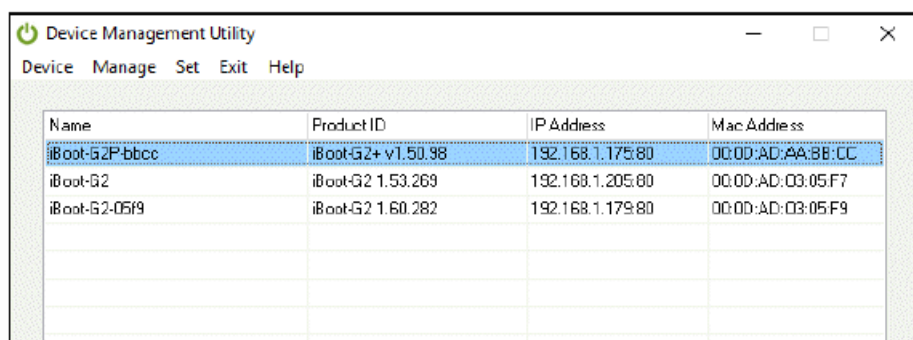 Device Management Utility
Device Manage Set Exit Help
Name Product ID IP Address Mac Address
iBoot-G2P-bbcc iBoot-G2+ v1.50.98 192.168.1.175:80 00:0D:AD:AA:BB:CC
iBoot-G2 iBoot-G2 1.53.269 192.168.1.205:80 00:0D:AD:03:05:F7
iBoot-G2-05f9 iBoot-G2 1.60.282 192.168.1.179:80 00:0D:AD:03:05:F9